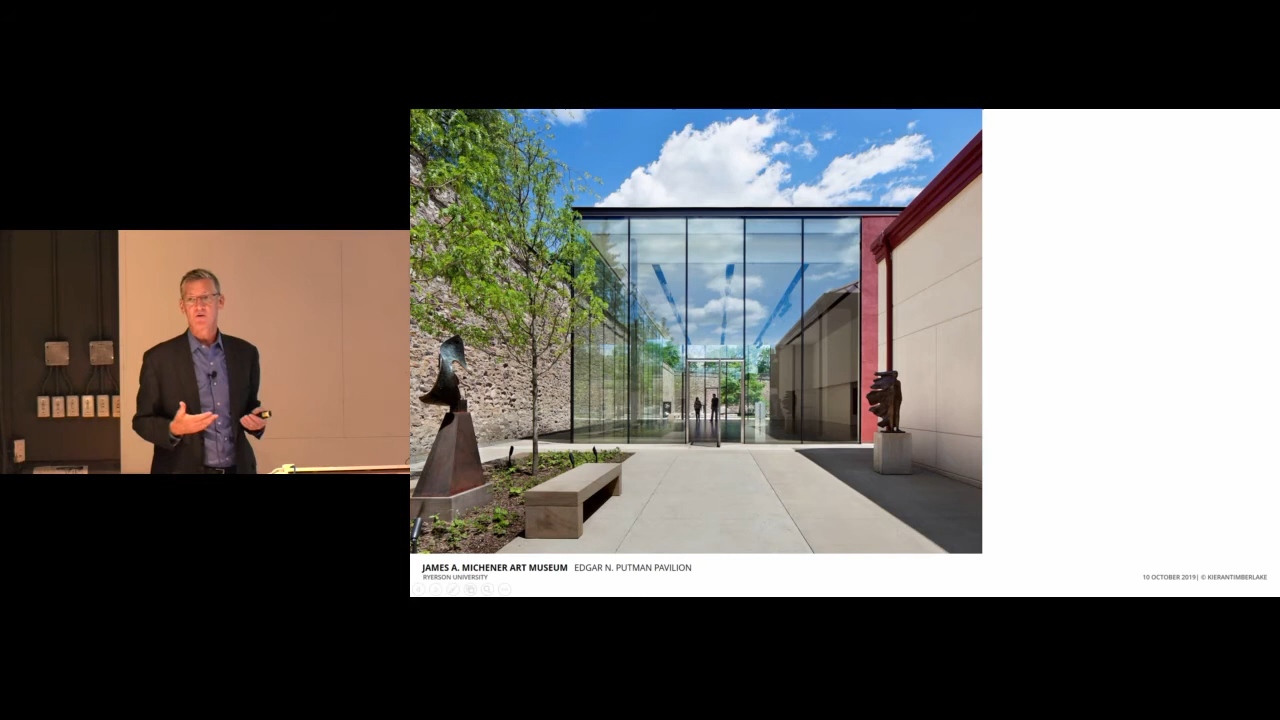 JAMES A. MICHENER ART MUSEUM EDGAR N. PUTMAN PAVILION
RYERSON UNIVERSITY
10 OCTOBER 2019| © KIERANTIMBERLAKE